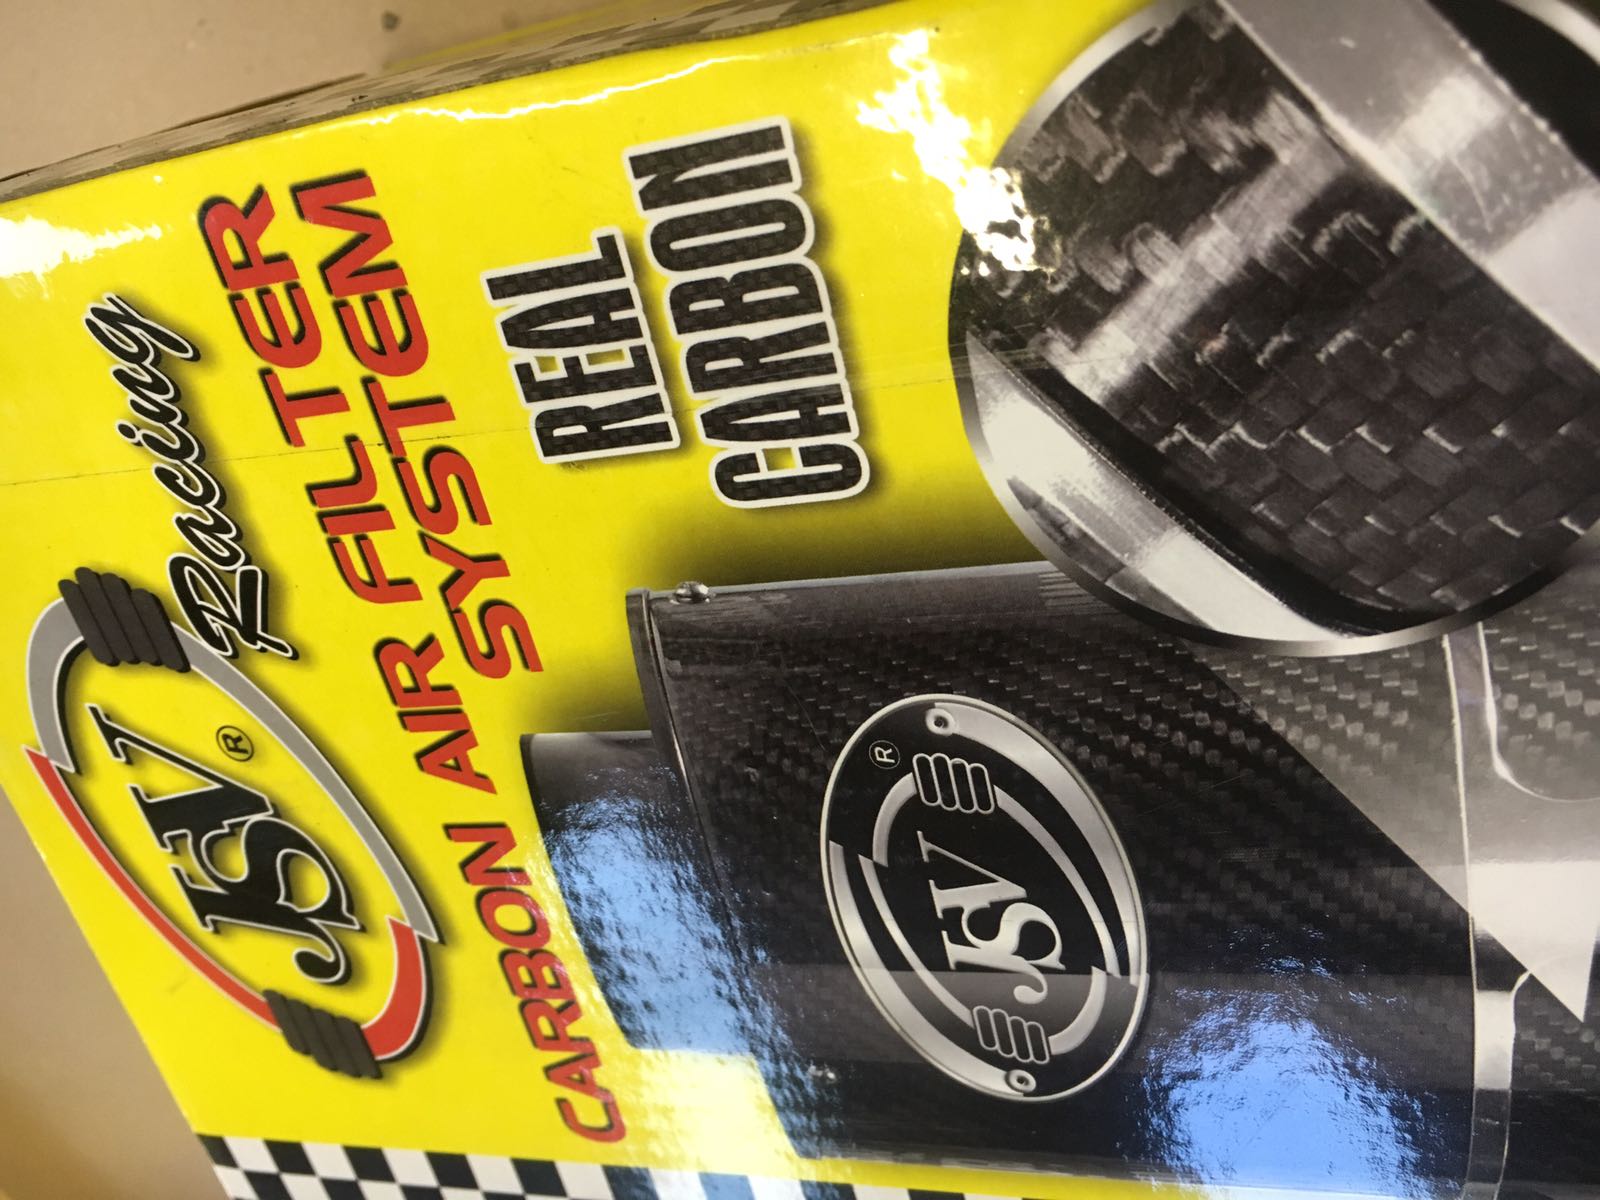 JSV
®
Racing
CARBON AIR FILTER
SYSTEM
REAL
CARBON
®
JSV